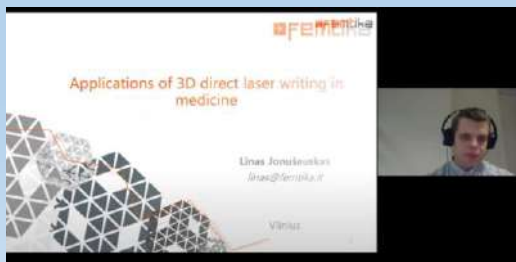 FEMTIKA
Applications of 3D direct laser writing in
medicine
Linas Jonušauskas
linas@femtika.lt
Vilnius